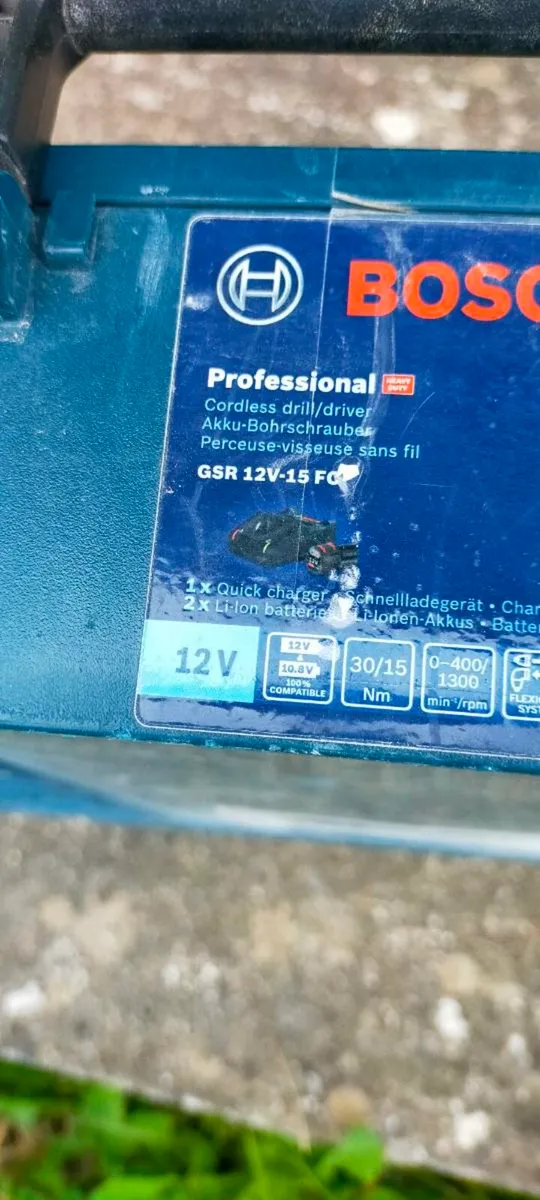 BOSC
Professional HEAVY DUTY
Cordless drill/driver
Akku-Bohrschrauber
Perceuse-visseuse sans fil
GSR 12V-15 FC
1x Quick charger • Schnellladegerät • Char
2x Li-Ion batteries • Li-Ionen-Akkus • Batter
12V
12V
&
10.8V
100%
COMPATIBLE
30/15
Nm
0-400/
1300
min⁻¹/rpm
FLEXI
SYST